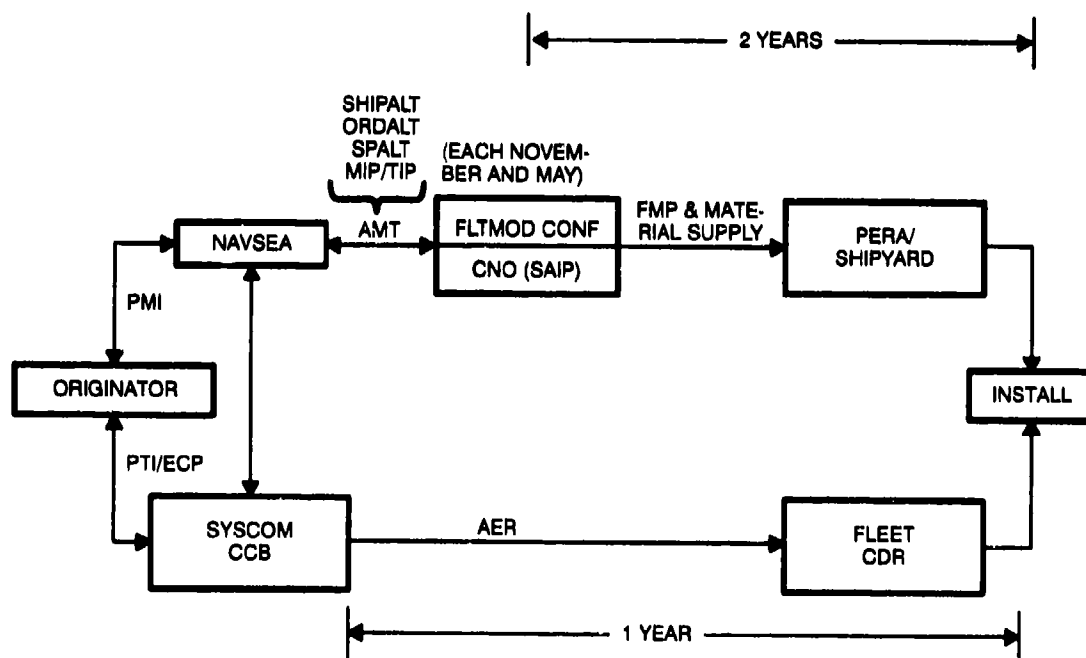 2 YEARS
SHIPALT
ORDALT
SPALT
MIP/TIP
(EACH NOVEM-
BER AND MAY)
NAVSEA
AMT
FLTMOD CONF
CNO (SAIP)
FMP & MATE-
RIAL SUPPLY
PERA/
SHIPYARD
PMI
ORIGINATOR
INSTALL
PTI/ECP
SYSCOM
CCB
AER
FLEET
CDR
1 YEAR